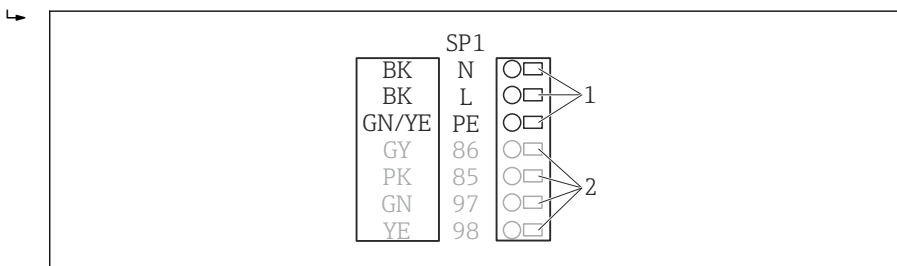 SP1
BK N
BK L 1
GN/YE PE
GY 86
PK 85 2
GN 97
YE 98